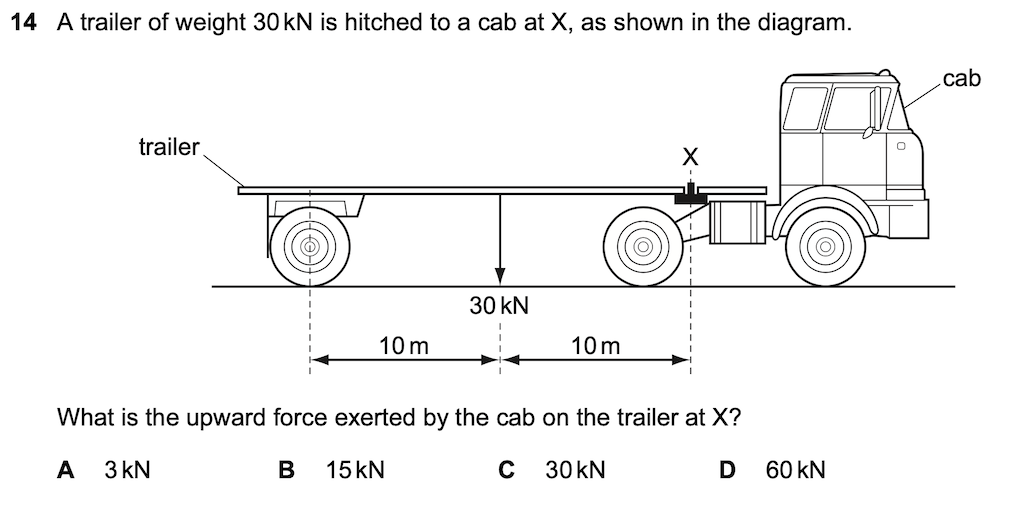 14 A trailer of weight 30 kN is hitched to a cab at X, as shown in the diagram.
cab
trailer
X
30 kN
10 m 10 m
What is the upward force exerted by the cab on the trailer at X?
A 3 kN B 15 kN C 30 kN D 60 kN